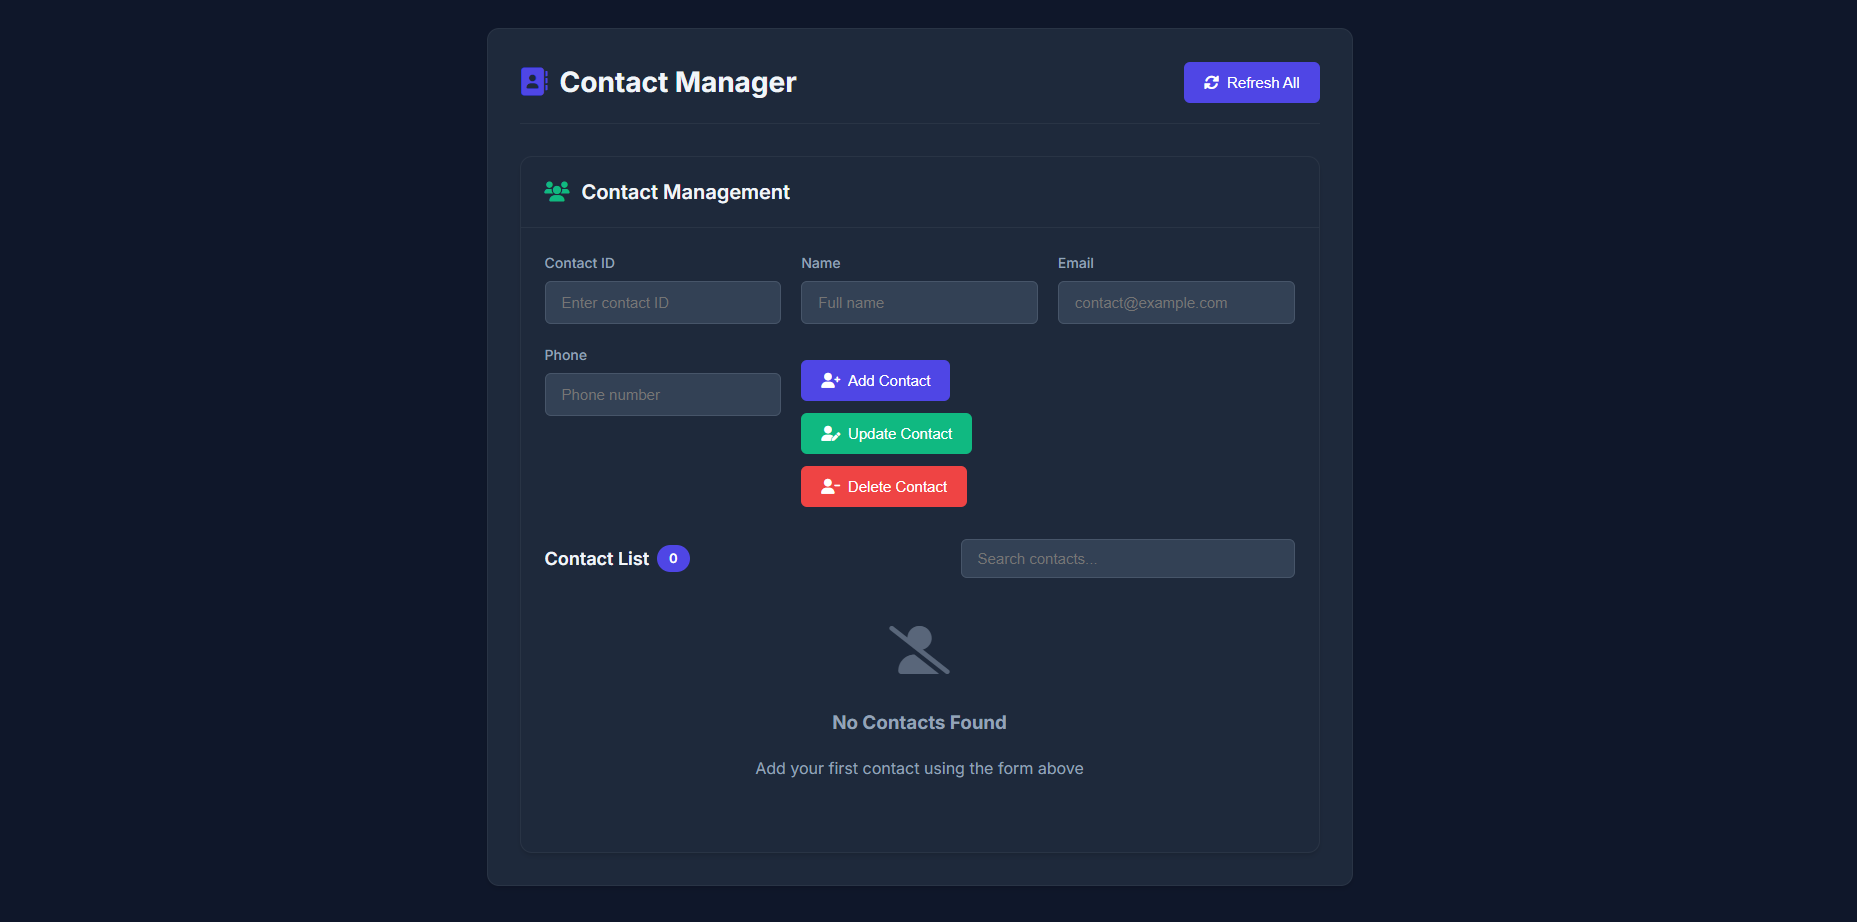 Contact Manager
Refresh All
Contact Management
Contact ID
Name
Email
Enter contact ID
Full name
contact@example.com
Phone
Phone number
Add Contact
Update Contact
Delete Contact
Contact List 0
Search contacts...
No Contacts Found
Add your first contact using the form above